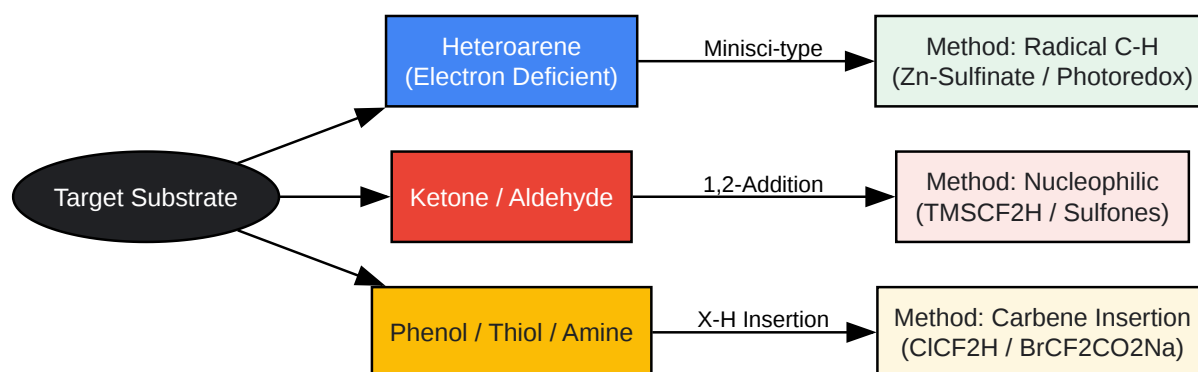 Heteroarene
(Electron Deficient)
Minisci-type
Method: Radical C-H
(Zn-Sulfinate / Photoredox)
Target Substrate
Ketone / Aldehyde
1,2-Addition
Method: Nucleophilic
(TMSCF2H / Sulfones)
Phenol / Thiol / Amine
X-H Insertion
Method: Carbene Insertion
(ClCF2H / BrCF2CO2Na)